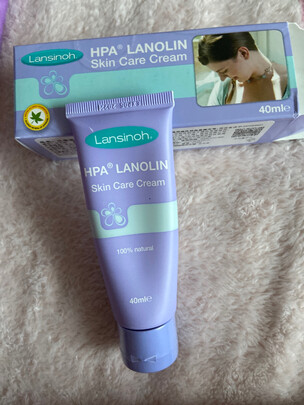 Lansinoh®
HPA® LANOLIN
Skin Care Cream
40ml℮
Lansinoh®
HPA® LANOLIN
Skin Care Cream
100% natural
40ml℮